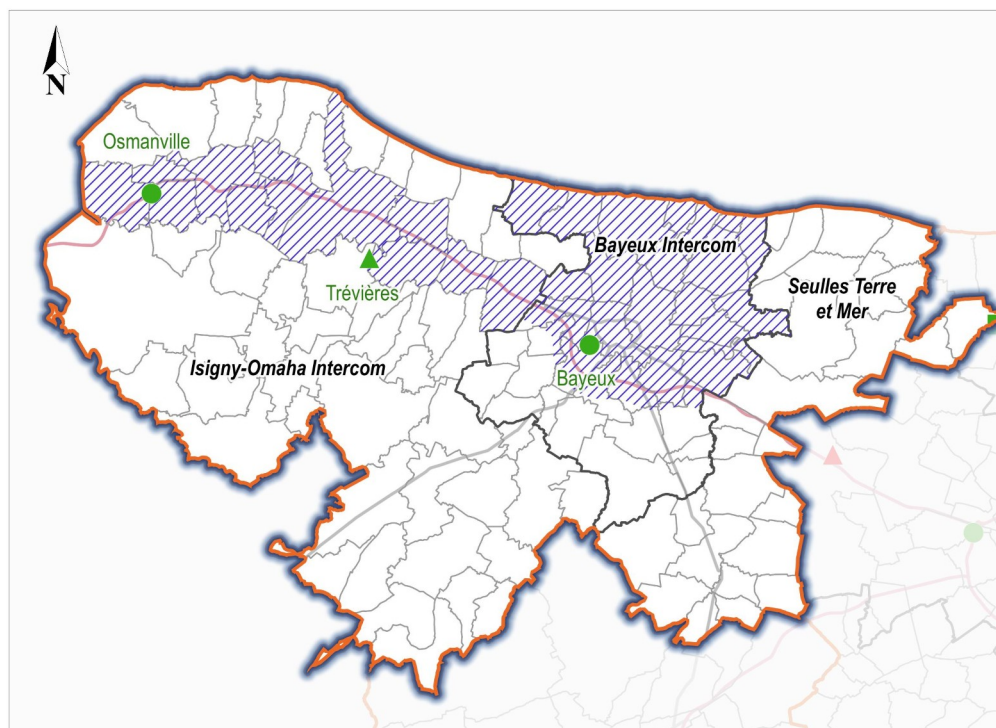 N
Osmanville
Bayeux Intercom
Trévières
Seulles Terre
et Mer
Isigny-Omaha Intercom
Bayeux